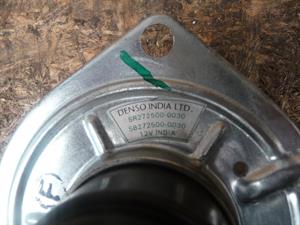 DENSO INDIA LTD.
SR272500-0030
SB272500-0030
12V INDIA